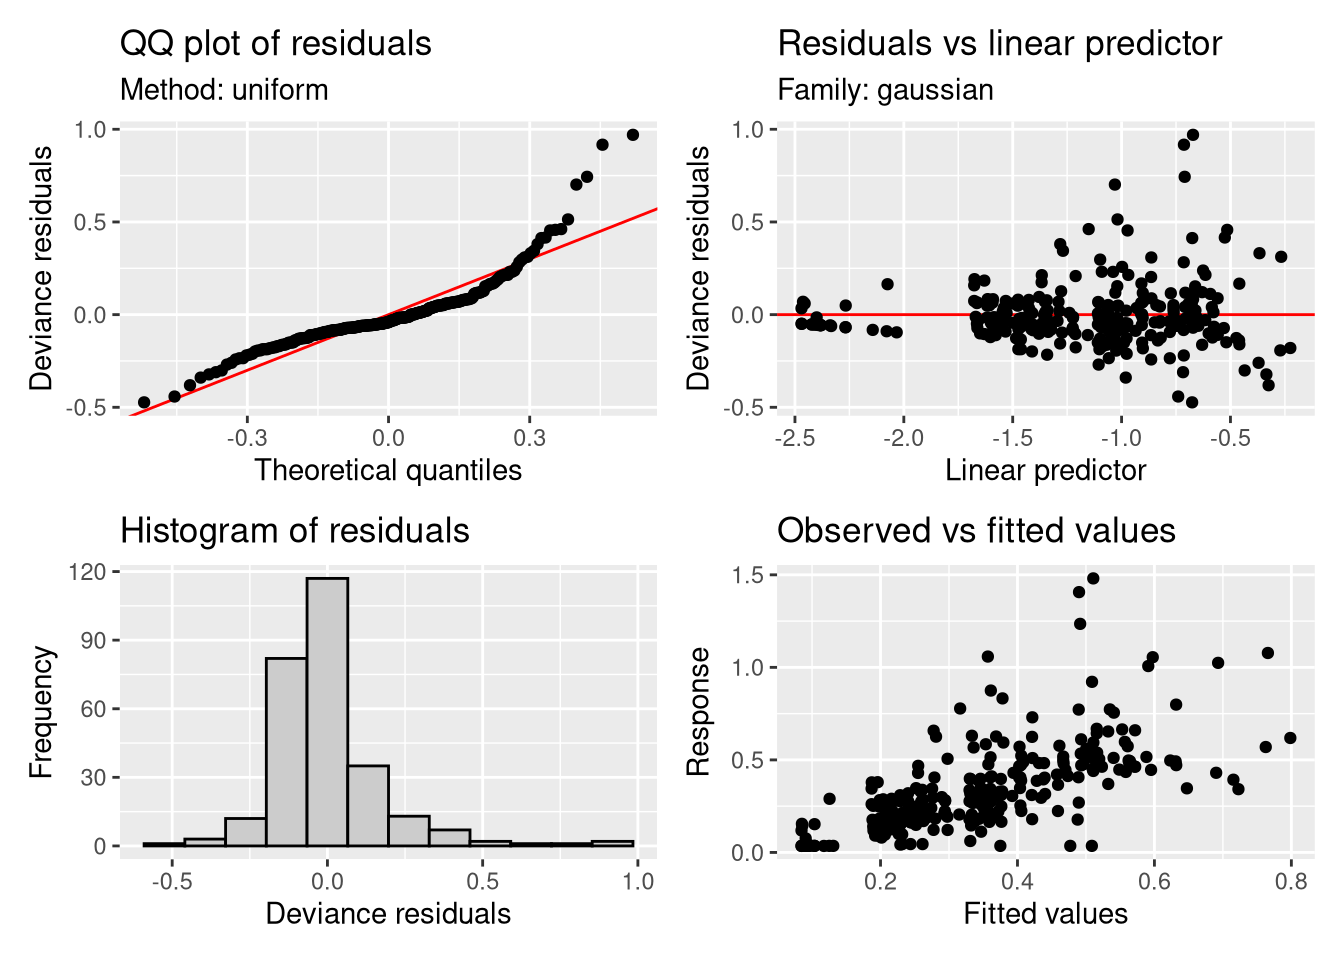 QQ plot of residuals
Method: uniform
1.0
0.5
0.0
-0.5
Deviance residuals
-0.3
0.0
0.3
Theoretical quantiles
Residuals vs linear predictor
Family: gaussian
1.0
0.5
0.0
-0.5
Deviance residuals
-2.5
-2.0
-1.5
-1.0
-0.5
Linear predictor
Histogram of residuals
120
90
60
30
0
Frequency
-0.5
0.0
0.5
1.0
Deviance residuals
Observed vs fitted values
1.5
1.0
0.5
0.0
Response
0.2
0.4
0.6
0.8
Fitted values